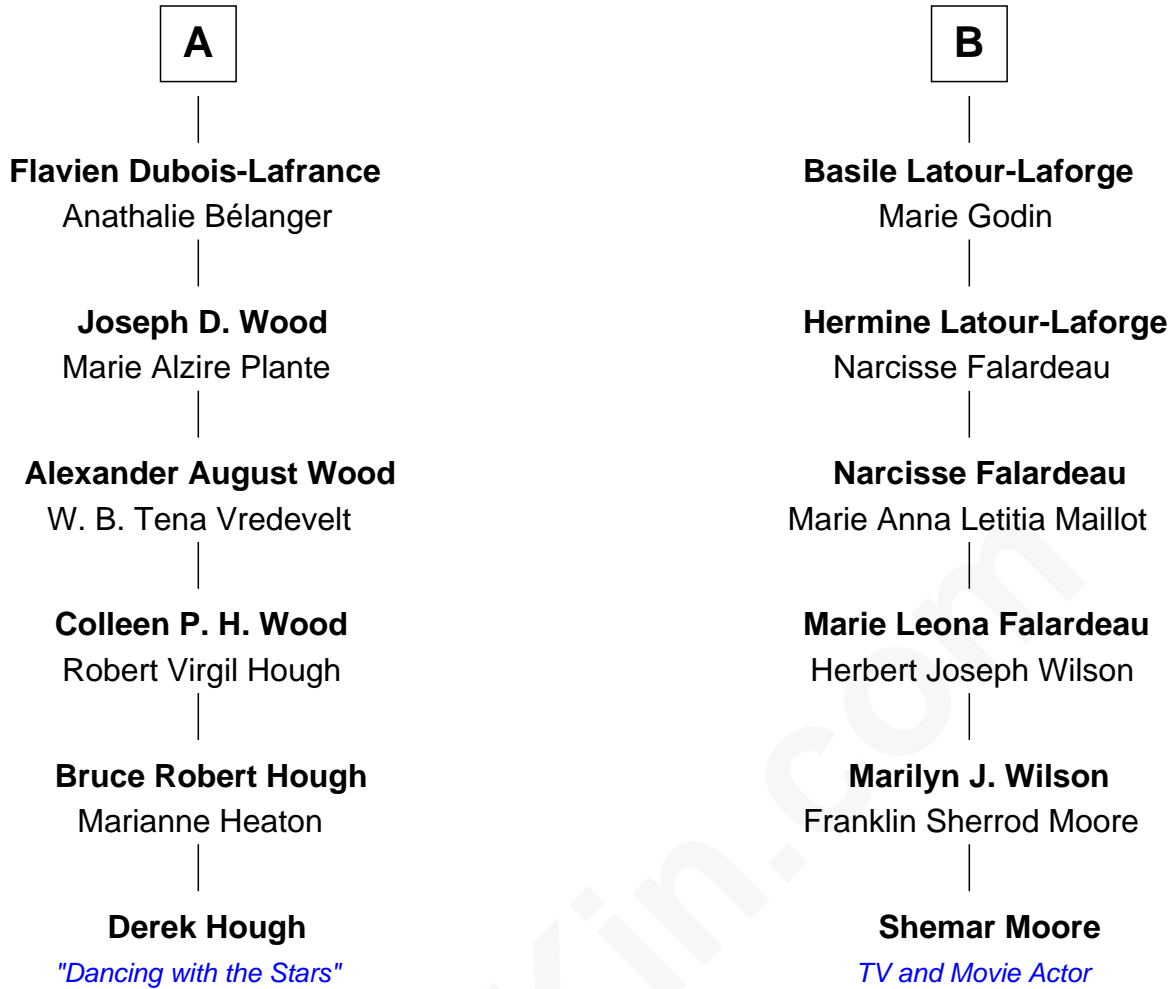 A
Flavien Dubois-Lafrance
Anathalie Bélanger
Joseph D. Wood
Marie Alzire Plante
Alexander August Wood
W. B. Tena Vredevelt
Colleen P. H. Wood
Robert Virgil Hough
Bruce Robert Hough
Marianne Heaton
Derek Hough
"Dancing with the Stars"
B
Basile Latour-Laforge
Marie Godin
Hermine Latour-Laforge
Narcisse Falardeau
Narcisse Falardeau
Marie Anna Letitia Maillot
Marie Leona Falardeau
Herbert Joseph Wilson
Marilyn J. Wilson
Franklin Sherrod Moore
Shemar Moore
TV and Movie Actor